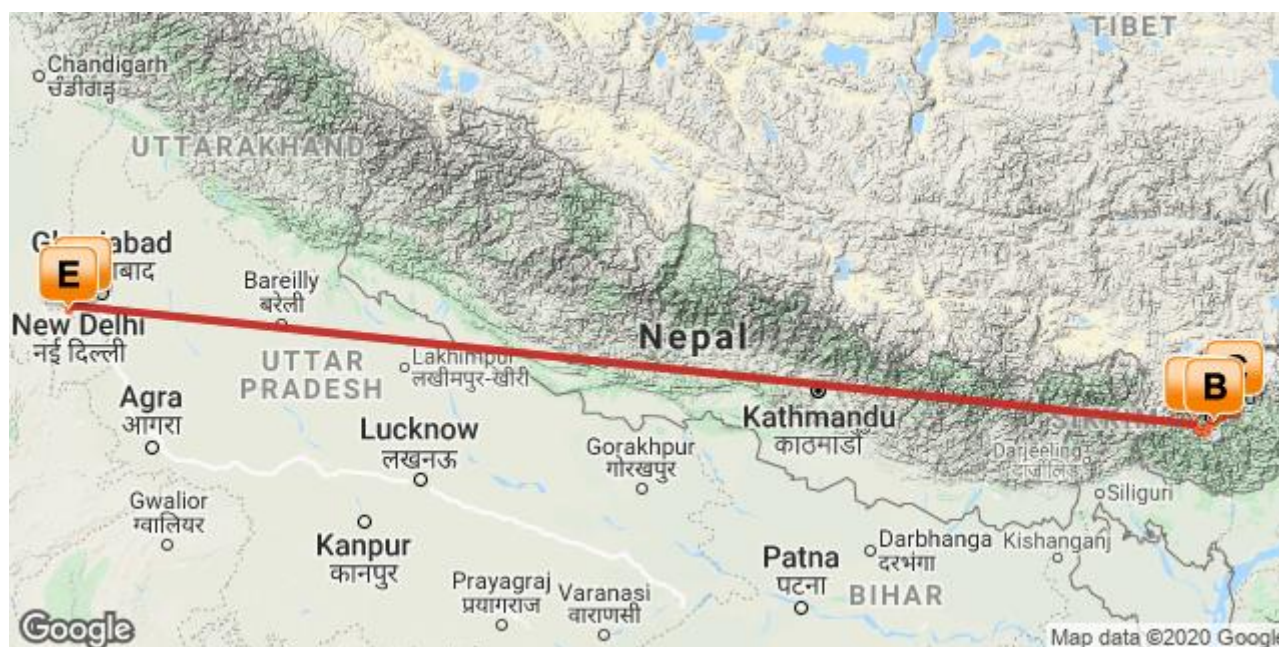 TIBET
Chandigarh
चंडीगढ़
UTTARAKHAND
E
New Delhi
नई दिल्ली
Bareilly
बरेली
Nepal
B
UTTAR
PRADESH
Lakhimpur
लखीमपुर-खीरी
Agra
आगरा
Lucknow
लखनऊ
Kathmandu
काठमाडौं
Gorakhpur
गोरखपुर
Darjeeling
Siliguri
Gwalior
ग्वालियर
Kanpur
कानपुर
Patna
पटना
Darbhanga
दरभंगा
Kishanganj
Prayagraj
प्रयागराज
Varanasi
वाराणसी
BIHAR
Google
Map data ©2020 Google